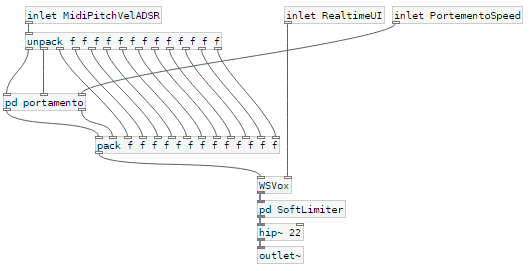 inlet MidiPitchVelADSR
inlet RealtimeUI
inlet PortementoSpeed
unpack f f f f f f f f f f f f f
pd portamento
pack f f f f f f f f f f f f f
WSVox
pd SoftLimiter
hip~ 22
outlet~